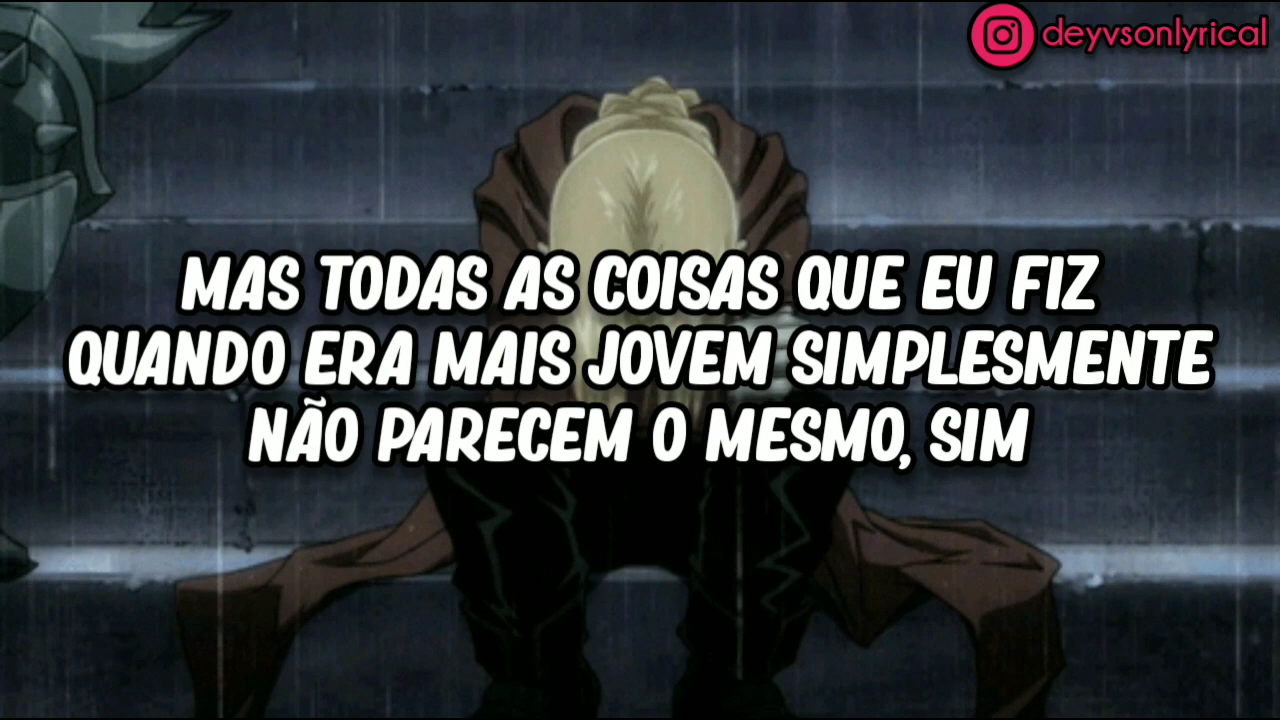 deyvsonlyrical
MAS TODAS AS COISAS QUE EU FIZ
QUANDO ERA MAIS JOVEM SIMPLESMENTE
NÃO PARECEM O MESMO, SIM